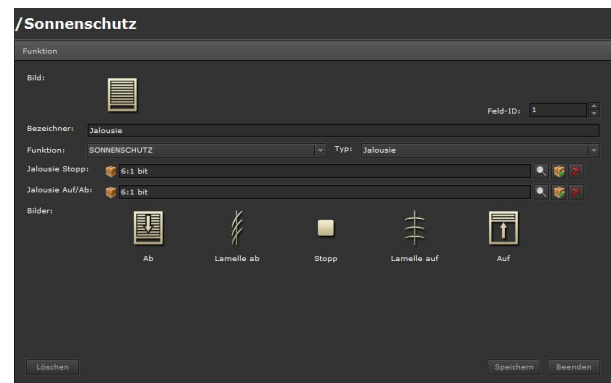 /Sonnenschutz
Funktion
Bild:
Feld-ID: 1
Bezeichner: Jalousie
Funktion: SONNENSCHUTZ Typ: Jalousie
Jalousie Stopp: 6:1 bit
Jalousie Auf/Ab: 6:1 bit
Bilder:
Ab Lamelle ab Stopp Lamelle auf Auf
Löschen Speichern Beenden